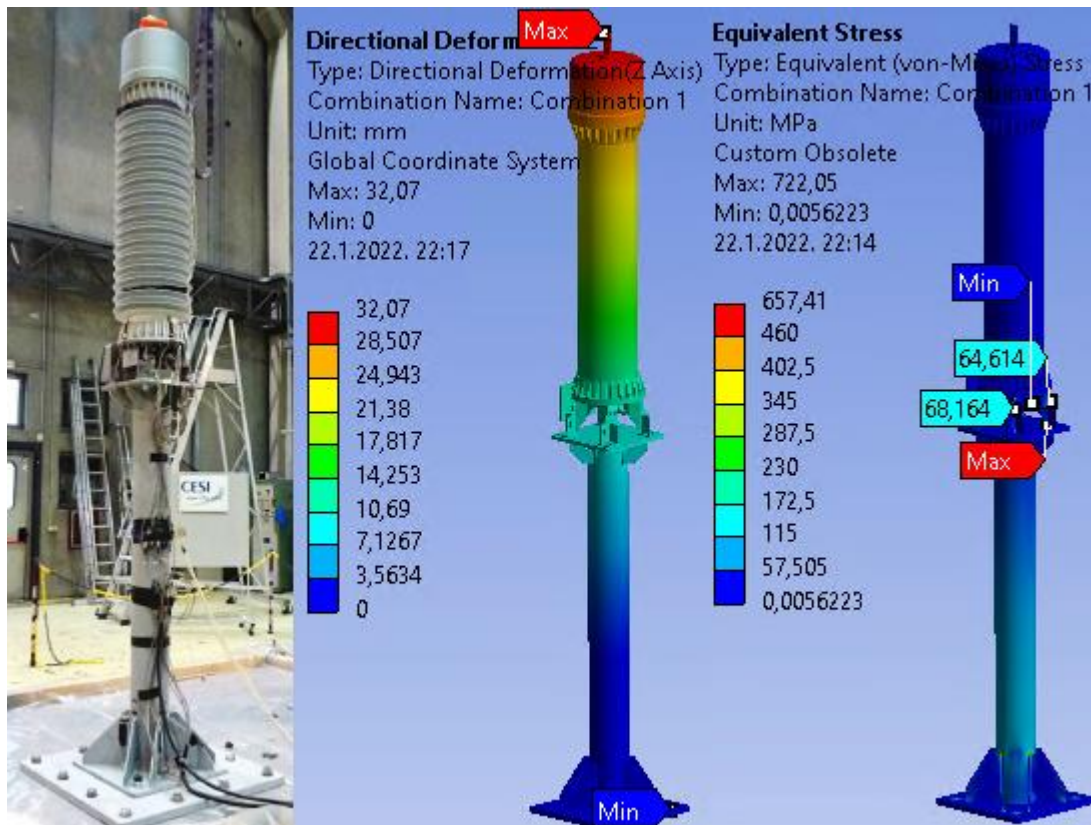 CESI
Directional Deform
Type: Directional Deformation(Z Axis)
Combination Name: Combination 1
Unit: mm
Global Coordinate System
Max: 32,07
Min: 0
22.1.2022. 22:17
32,07
28,507
24,943
21,38
17,817
14,253
10,69
7,1267
3,5634
0
Max
Min
Equivalent Stress
Type: Equivalent (von-Mises) Stress
Combination Name: Combination 1
Unit: MPa
Custom Obsolete
Max: 722,05
Min: 0,0056223
22.1.2022. 22:14
657,41
460
402,5
345
287,5
230
172,5
115
57,505
0,0056223
Min
64,614
68,164
Max